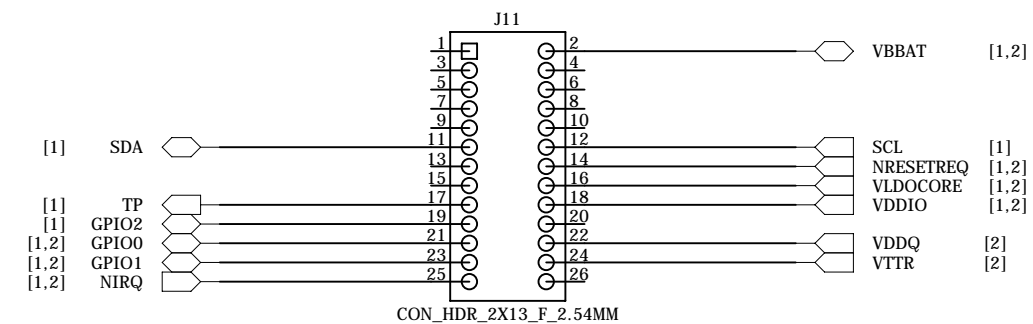 J11
1 2 VBBAT [1,2]
3 4
5 6
7 8
9 10
[1] SDA 11 12 SCL [1]
13 14 NRESETREQ [1,2]
15 16 VLDOCORE [1,2]
[1] TP 17 18 VDDIO [1,2]
[1] GPIO2 19 20
[1,2] GPIO0 21 22 VDDQ [2]
[1,2] GPIO1 23 24 VTTR [2]
[1,2] NIRQ 25 26
CON_HDR_2X13_F_2.54MM